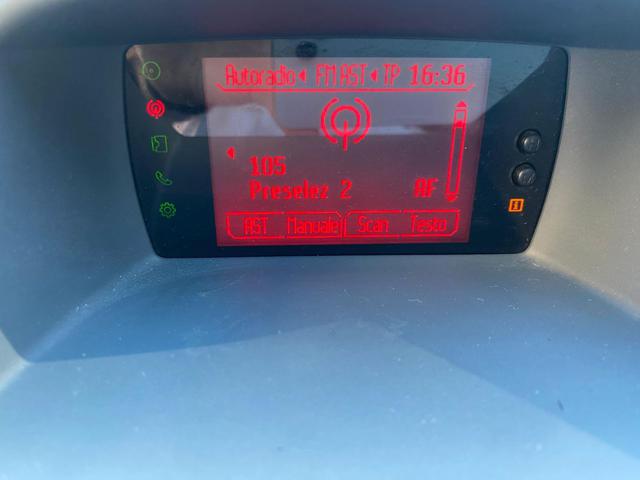 Autoradio FM AST TP 16:36
105
Preselez 2 AF
AST Manuale Scan Testo